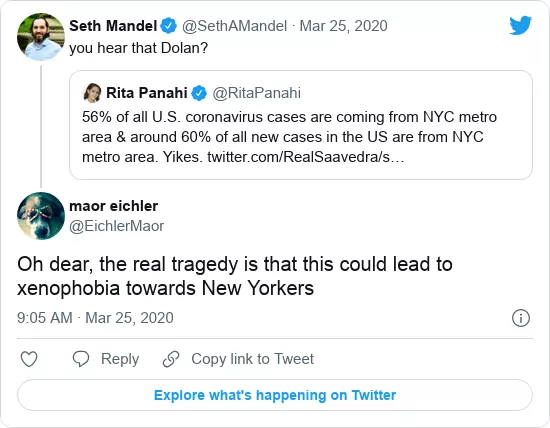 Seth Mandel @SethAMandel · Mar 25, 2020
you hear that Dolan?
Rita Panahi @RitaPanahi
56% of all U.S. coronavirus cases are coming from NYC metro
area & around 60% of all new cases in the US are from NYC
metro area. Yikes. twitter.com/RealSaavedra/s…
maor eichler
@EichlerMaor
Oh dear, the real tragedy is that this could lead to
xenophobia towards New Yorkers
9:05 AM · Mar 25, 2020
Reply Copy link to Tweet
Explore what's happening on Twitter